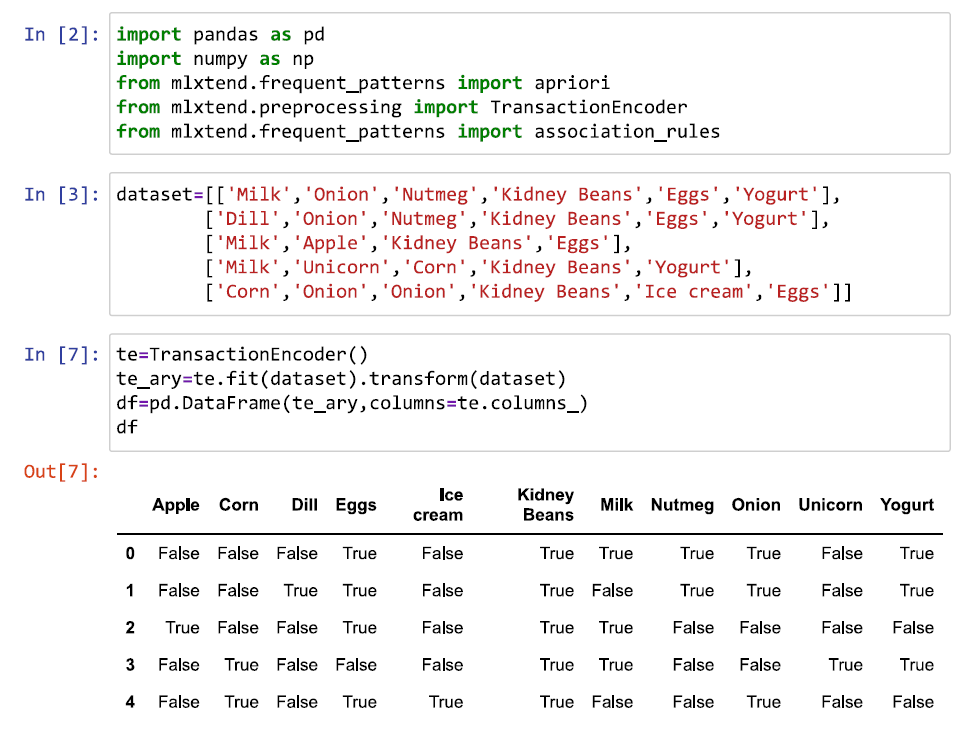 In [2]: import pandas as pd
import numpy as np
from mlxtend.frequent_patterns import apriori
from mlxtend.preprocessing import TransactionEncoder
from mlxtend.frequent_patterns import association_rules
In [3]: dataset=[['Milk','Onion','Nutmeg','Kidney Beans','Eggs','Yogurt'],
['Dill','Onion','Nutmeg','Kidney Beans','Eggs','Yogurt'],
['Milk','Apple','Kidney Beans','Eggs'],
['Milk','Unicorn','Corn','Kidney Beans','Yogurt'],
['Corn','Onion','Onion','Kidney Beans','Ice cream','Eggs']]
In [7]: te=TransactionEncoder()
te_ary=te.fit(dataset).transform(dataset)
df=pd.DataFrame(te_ary,columns=te.columns_)
df
Out[7]:
Apple Corn Dill Eggs Ice cream Kidney Beans Milk Nutmeg Onion Unicorn Yogurt
0 False False False True False True True True True False True
1 False False True True False True False True True False True
2 True False False True False True True False False False False
3 False True False False False True True False False True True
4 False True False True True True False False True False False